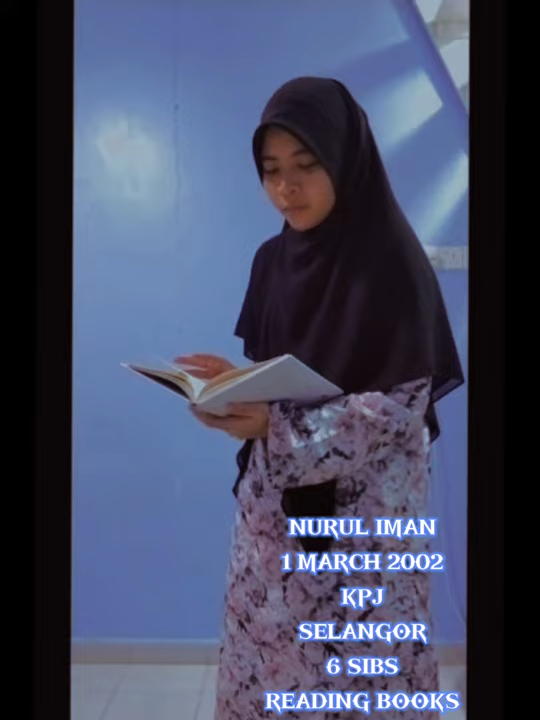 NURUL IMAN
1 MARCH 2002
KPJ
SELANGOR
6 SIBS
READING BOOKS